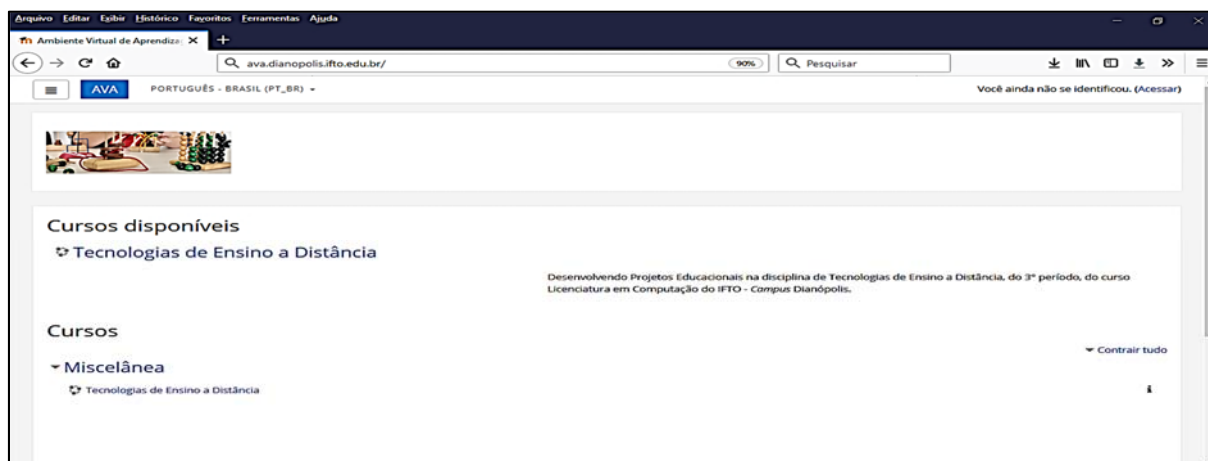 Arquivo Editar Exibir Histórico Favoritos Ferramentas Ajuda
Ambiente Virtual de Aprendiza
ava.dianopolis.ifto.edu.br/ 90% Pesquisar
AVA PORTUGUÊS - BRASIL (PT_BR) Você ainda não se identificou. (Acessar)
Cursos disponíveis
Tecnologias de Ensino a Distância
Desenvolvendo Projetos Educacionais na disciplina de Tecnologias de Ensino a Distância, do 3º período, do curso
Licenciatura em Computação do IFTO - Campus Dianópolis.
Cursos
Contrair tudo
Miscelânea
Tecnologias de Ensino a Distância